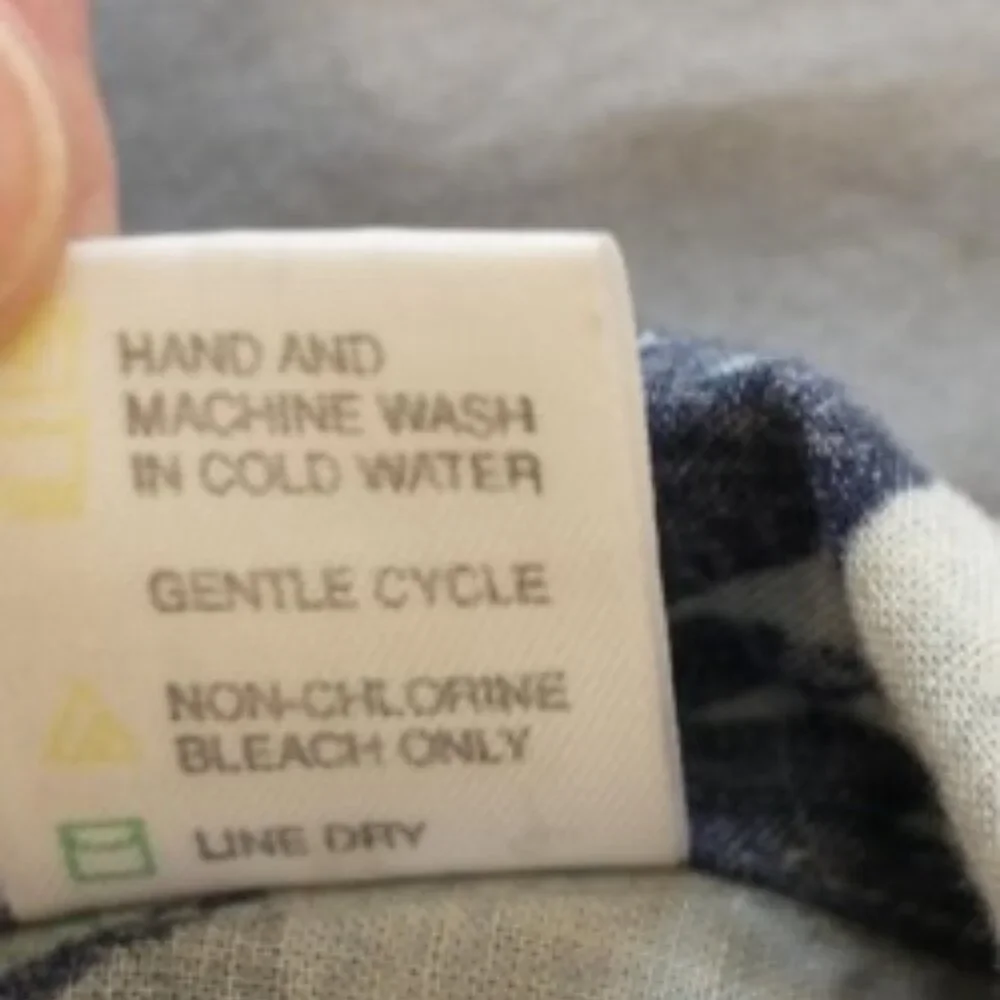 HAND AND
MACHINE WASH
IN COLD WATER
GENTLE CYCLE
NON-CHLORINE
BLEACH ONLY
LINE DRY